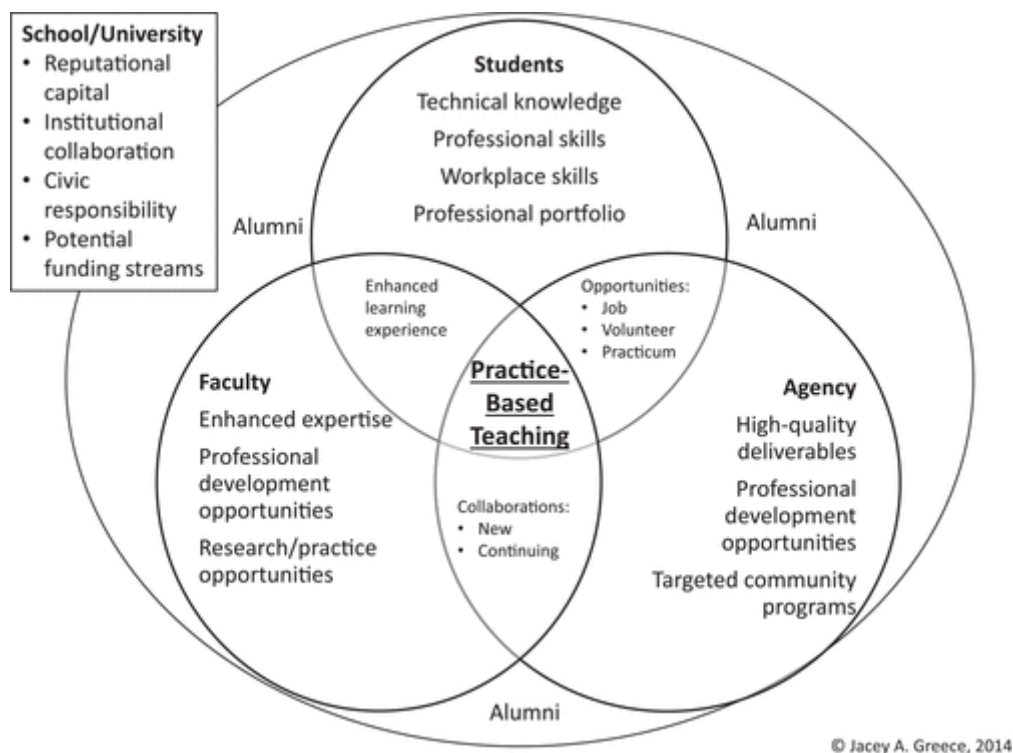 School/University
• Reputational
capital
• Institutional
collaboration
• Civic
responsibility
• Potential
funding streams
Students
Technical knowledge
Professional skills
Workplace skills
Professional portfolio
Alumni
Alumni
Enhanced
learning
experience
Opportunities:
• Job
• Volunteer
• Practicum
Practice-
Based
Teaching
Faculty
Enhanced expertise
Professional
development
opportunities
Research/practice
opportunities
Agency
High-quality
deliverables
Professional
development
opportunities
Targeted community
programs
Collaborations:
• New
• Continuing
Alumni
© Jacey A. Greece, 2014